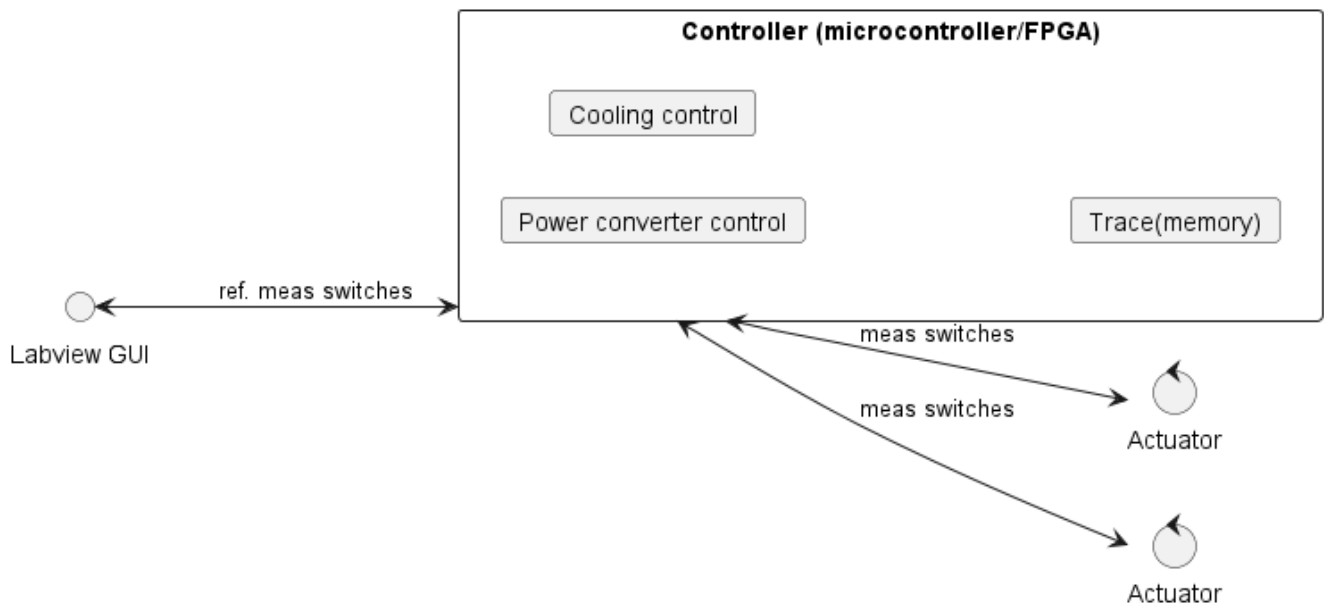 Controller (microcontroller/FPGA)
Cooling control
Power converter control
Trace(memory)
ref. meas switches
Labview GUI
meas switches
meas switches
Actuator
Actuator